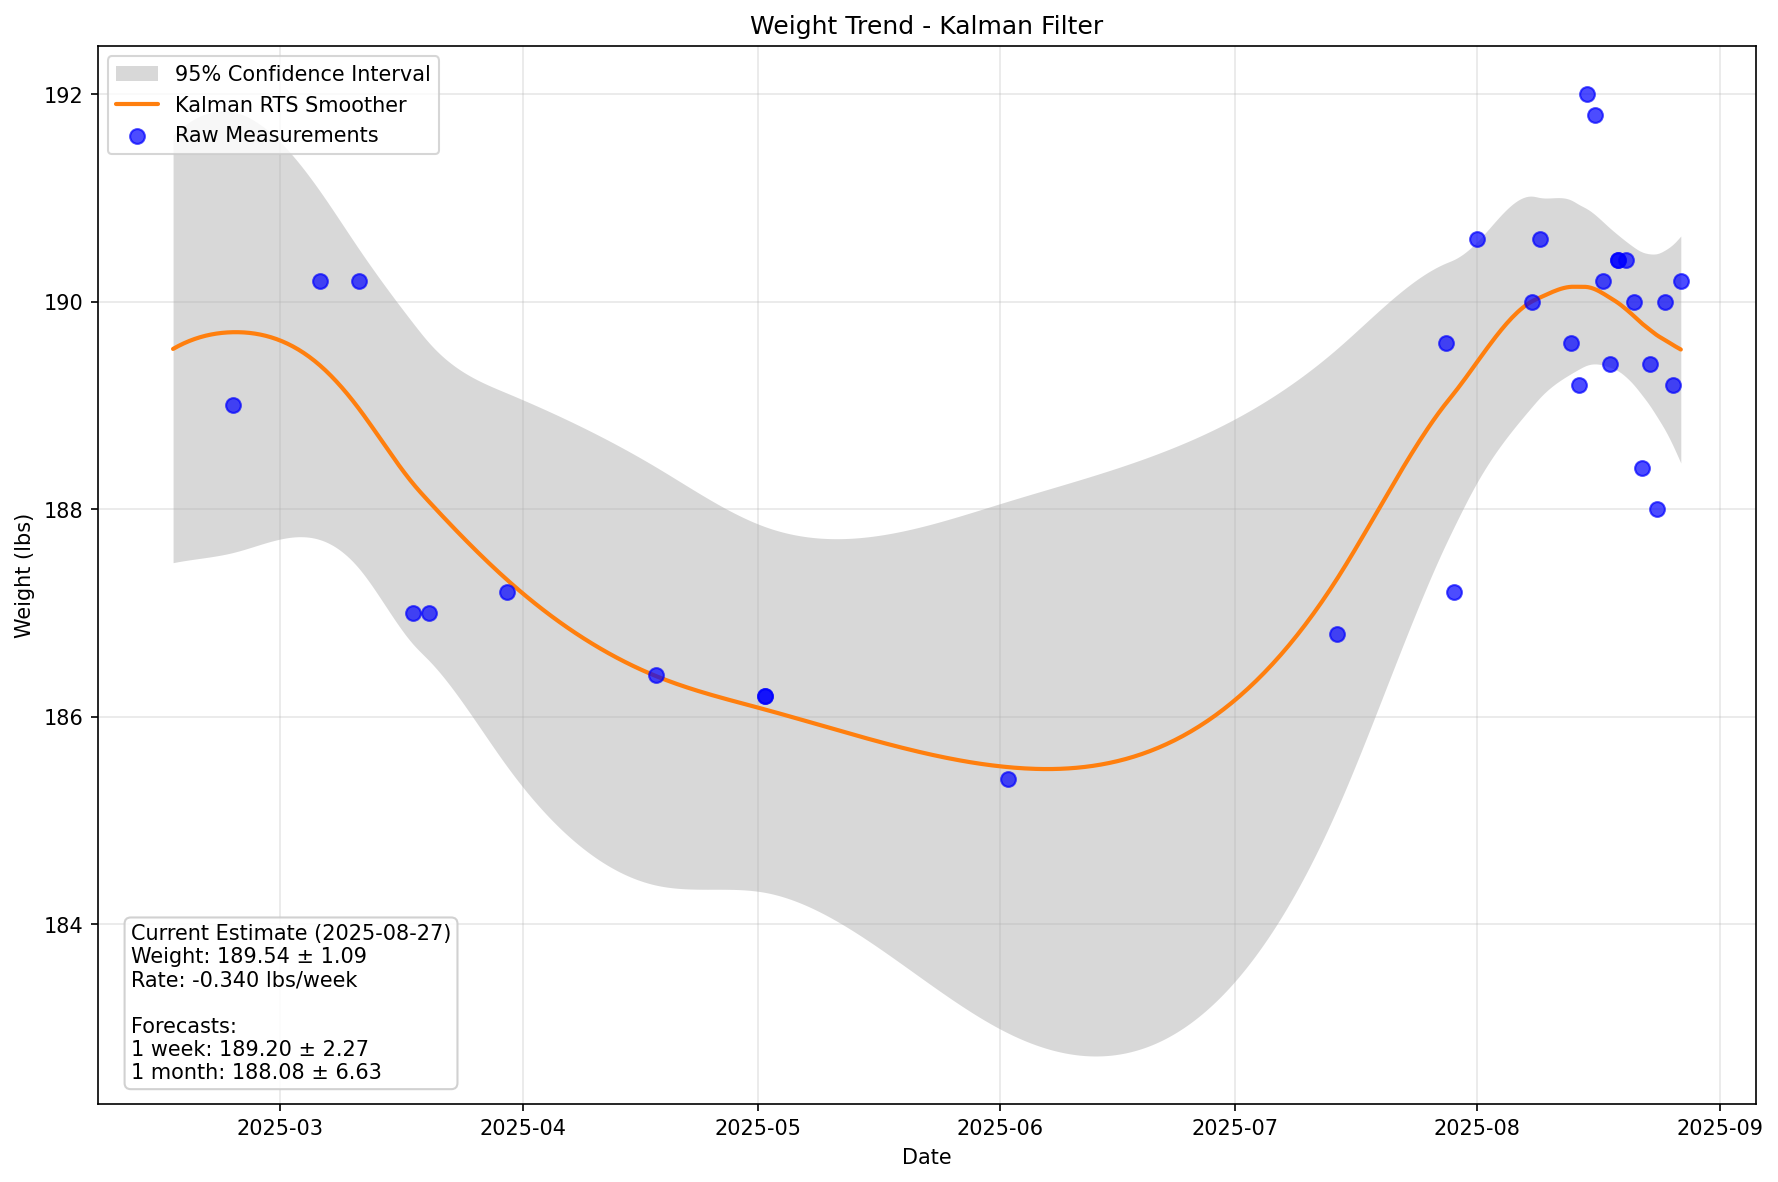 Weight Trend - Kalman Filter
95% Confidence Interval
Kalman RTS Smoother
Raw Measurements
192
190
188
186
184
Weight (lbs)
Current Estimate (2025-08-27)
Weight: 189.54 ± 1.09
Rate: -0.340 lbs/week
Forecasts:
1 week: 189.20 ± 2.27
1 month: 188.08 ± 6.63
2025-03
2025-04
2025-05
2025-06
2025-07
2025-08
2025-09
Date